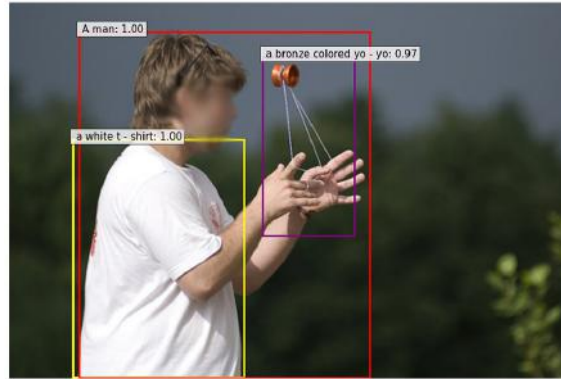 A man: 1.00
a bronze colored yo - yo: 0.97
a white t - shirt: 1.00